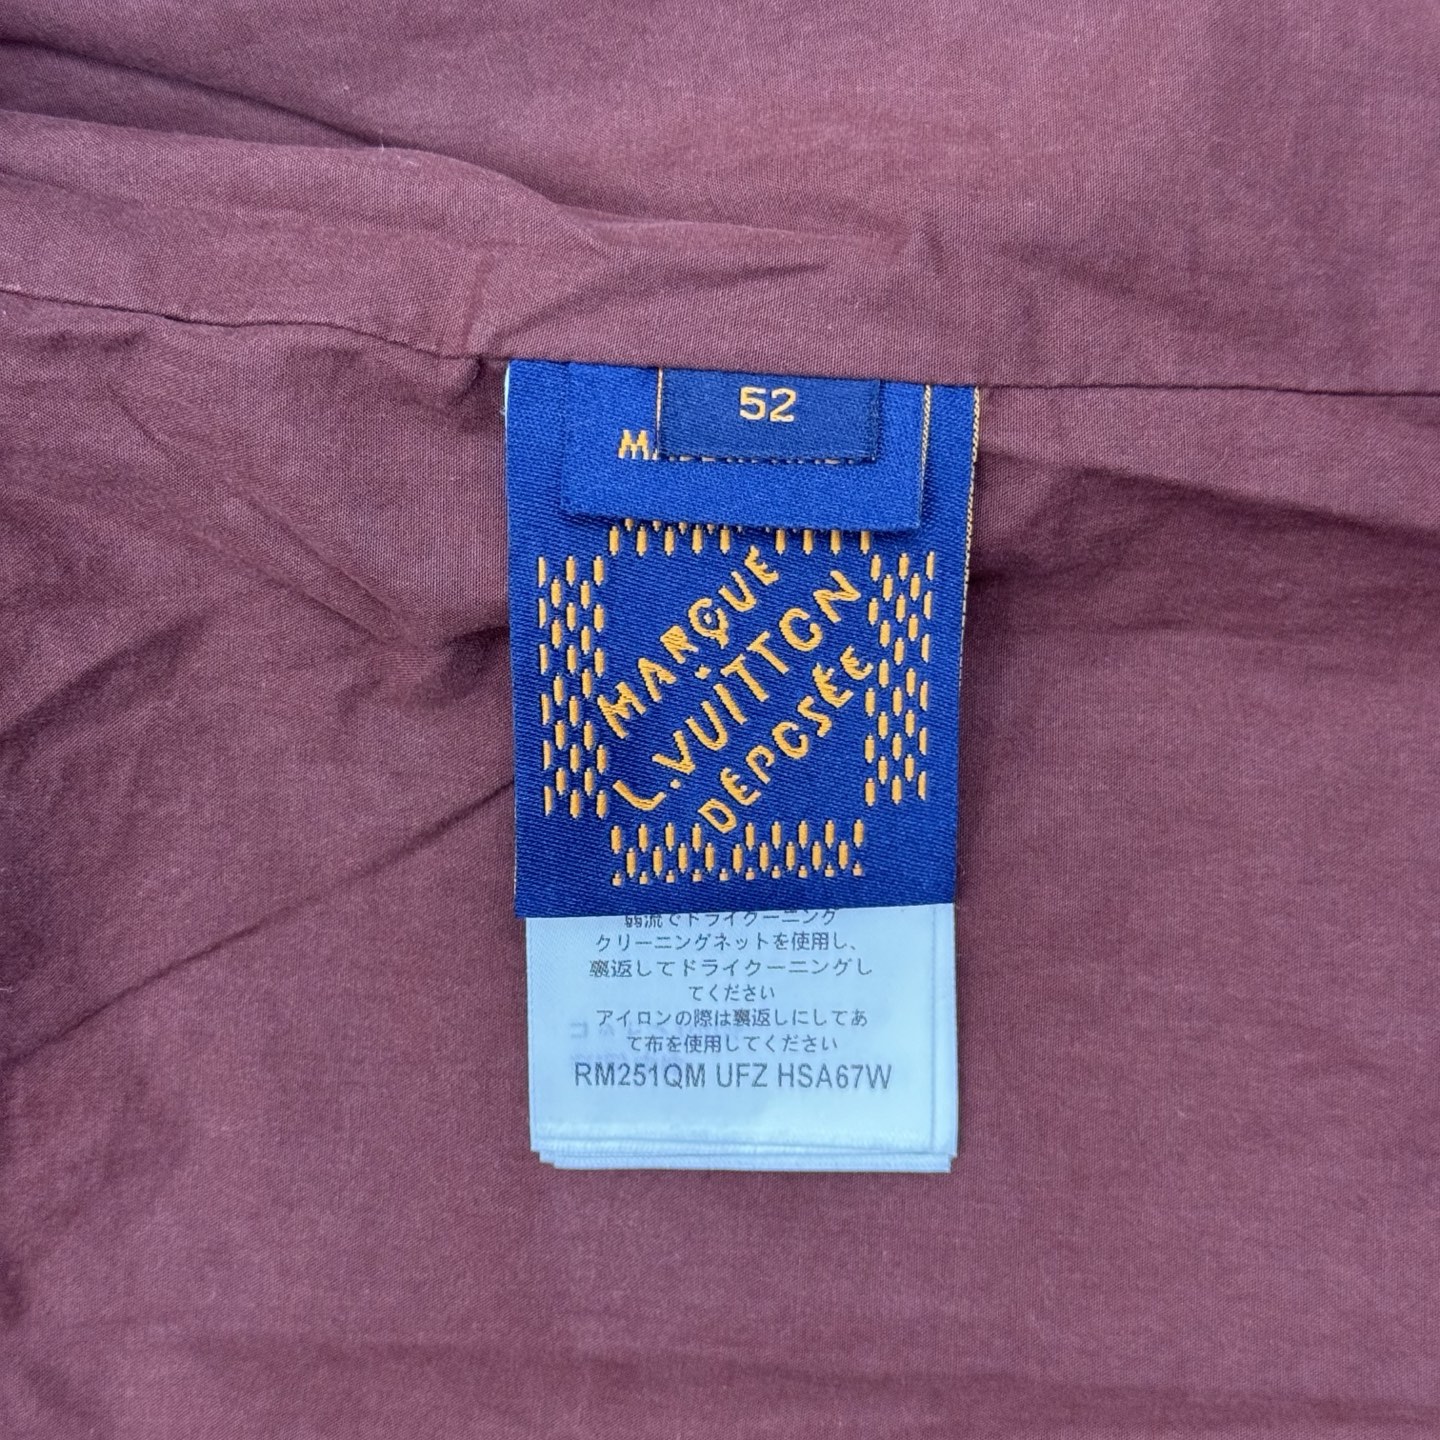 52
MARQUE
L.VUITTON
DÉPOSÉE
弱流でドライクーニング
クリーニングネットを使用し、
裏返してドライクーニングし
てください
アイロンの際は裏返しにしてあ
て布を使用してください
RM251QM UFZ HSA67W